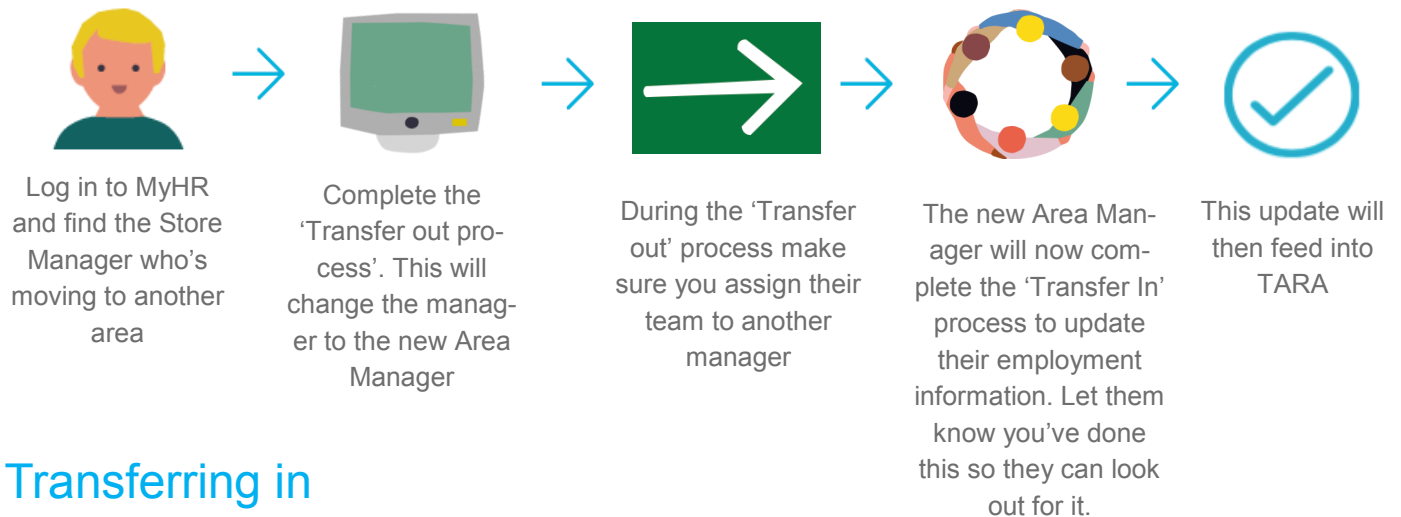 Log in to MyHR
and find the Store
Manager who's
moving to another
area
Complete the
‘Transfer out pro-
cess’. This will
change the manag-
er to the new Area
Manager
During the ‘Transfer
out’ process make
sure you assign their
team to another
manager
The new Area Man-
ager will now com-
plete the ‘Transfer In’
process to update
their employment
information. Let them
know you’ve done
this so they can look
out for it.
This update will
then feed into
TARA
Transferring in